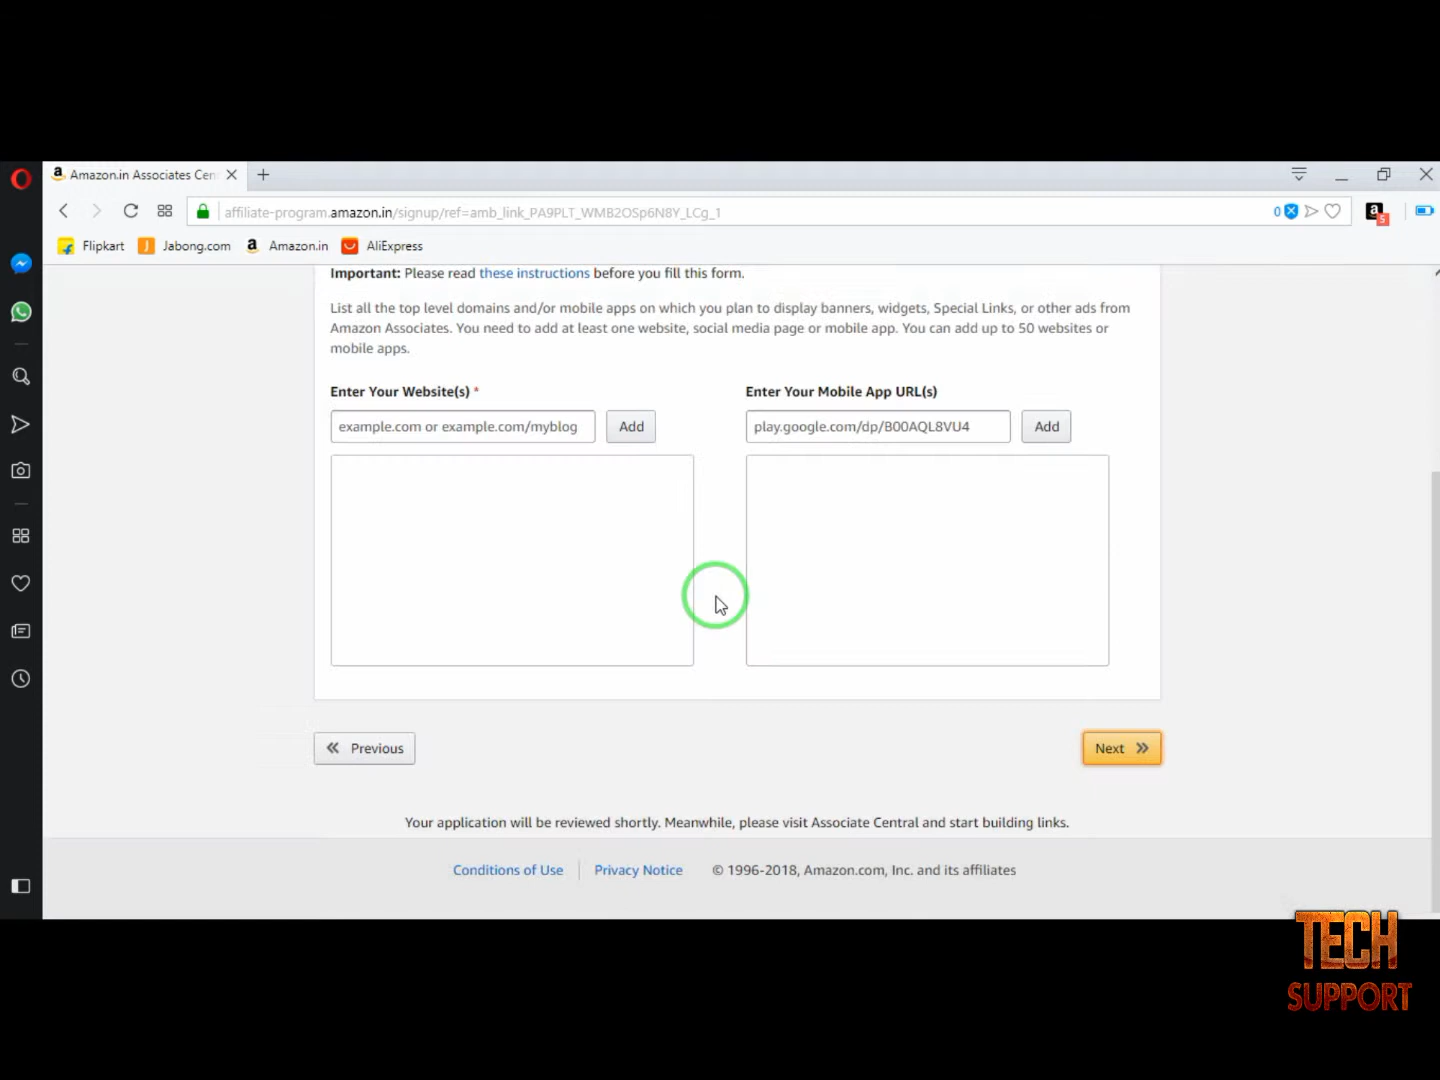 Amazon.in Associates Cen
affiliate-program.amazon.in/signup/ref=amb_link_PA9PLT_WMB2OSp6N8Y_LCg_1
0
5
Flipkart
Jabong.com
Amazon.in
AliExpress
Important: Please read these instructions before you fill this form.
List all the top level domains and/or mobile apps on which you plan to display banners, widgets, Special Links, or other ads from
Amazon Associates. You need to add at least one website, social media page or mobile app. You can add up to 50 websites or
mobile apps.
Enter Your Website(s) *
Enter Your Mobile App URL(s)
example.com or example.com/myblog
Add
play.google.com/dp/B00AQL8VU4
Add
« Previous
Next »
Your application will be reviewed shortly. Meanwhile, please visit Associate Central and start building links.
Conditions of Use
Privacy Notice
© 1996-2018, Amazon.com, Inc. and its affiliates
TECH
SUPPORT